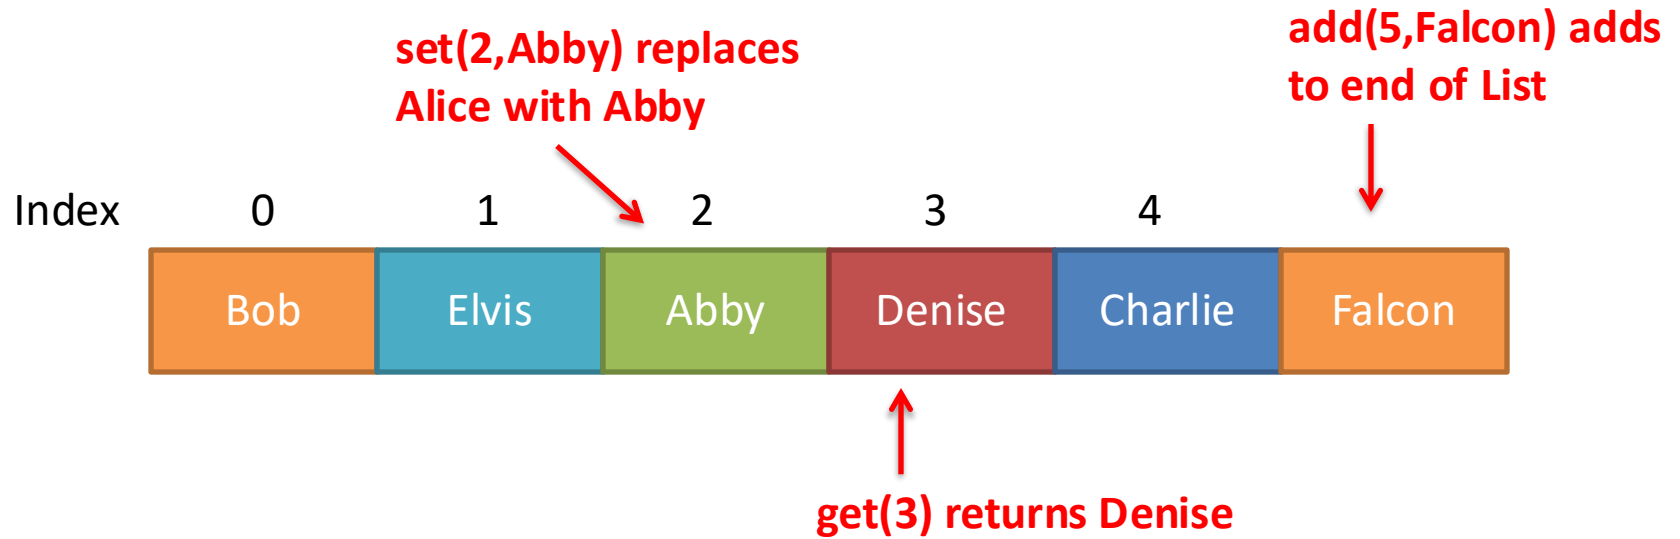 set(2,Abby) replaces
Alice with Abby
add(5,Falcon) adds
to end of List
Index 0 1 2 3 4
Bob Elvis Abby Denise Charlie Falcon
get(3) returns Denise